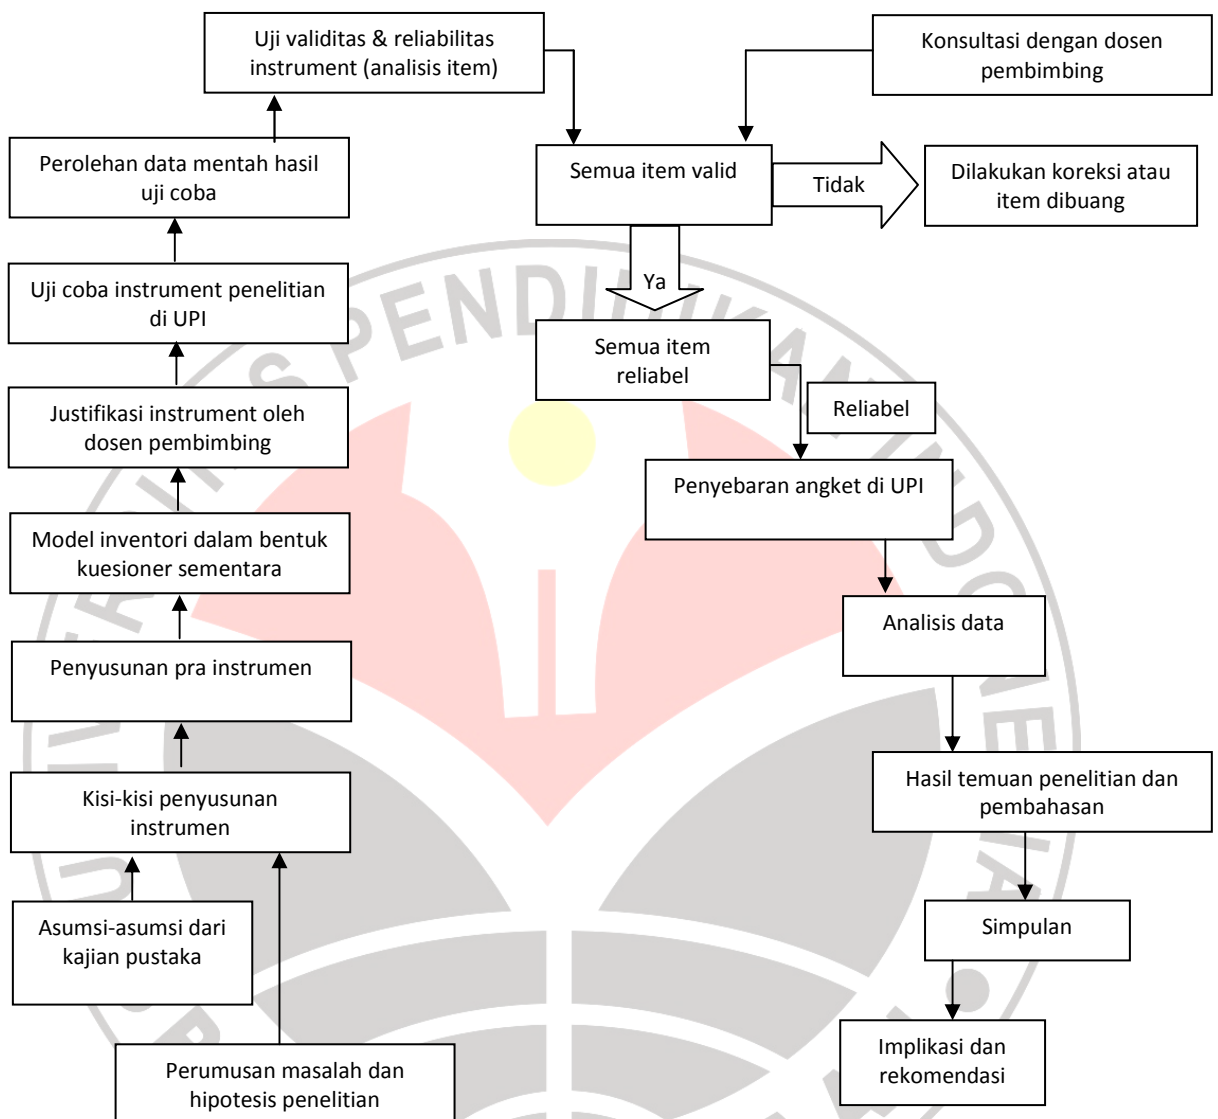 Uji validitas & reliabilitas
instrument (analisis item)
Konsultasi dengan dosen
pembimbing
Perolehan data mentah hasil
uji coba
Semua item valid
Tidak
Dilakukan koreksi atau
item dibuang
Uji coba instrument penelitian
di UPI
Ya
Semua item
reliabel
Reliabel
Justifikasi instrument oleh
dosen pembimbing
Penyebaran angket di UPI
Model inventori dalam bentuk
kuesioner sementara
Analisis data
Penyusunan pra instrumen
Hasil temuan penelitian dan
pembahasan
Kisi-kisi penyusunan
instrumen
Asumsi-asumsi dari
kajian pustaka
Simpulan
Implikasi dan
rekomendasi
Perumusan masalah dan
hipotesis penelitian
UNIVERSITAS PENDIDIKAN INDONESIA